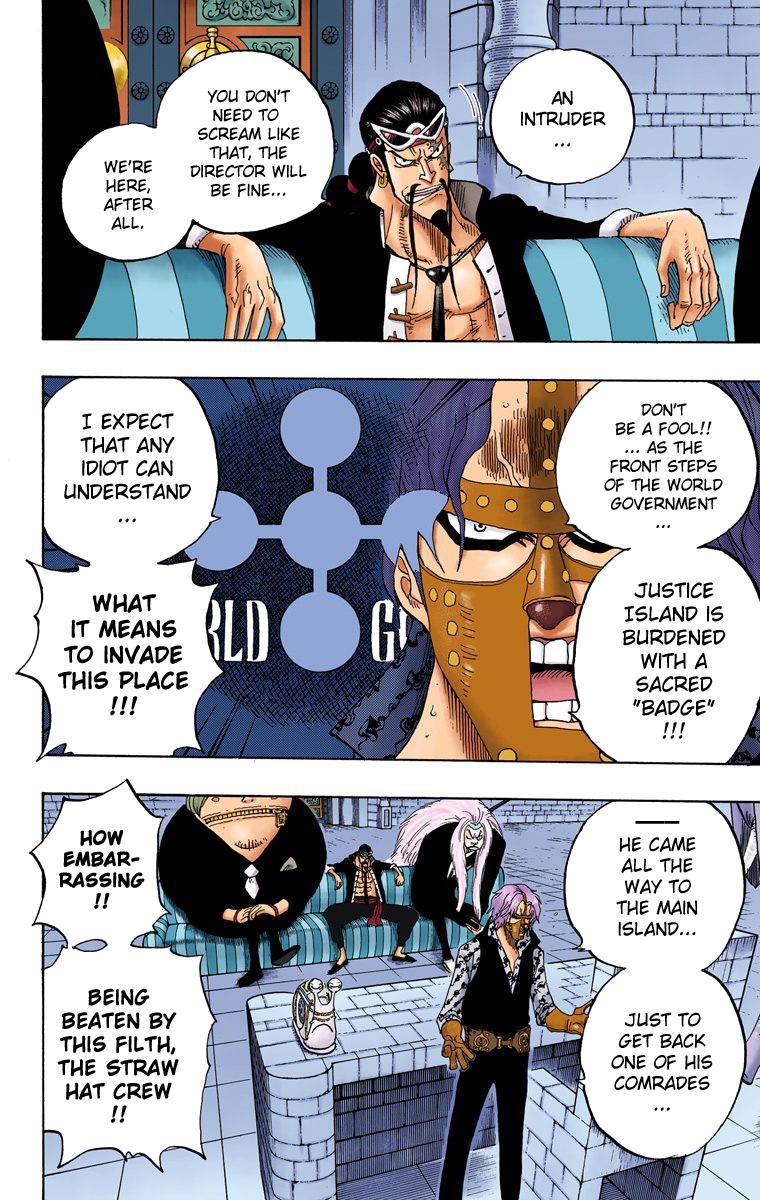 AN
INTRUDER
...
YOU DON'T
NEED TO
SCREAM LIKE
THAT, THE
DIRECTOR WILL
BE FINE...
WE'RE
HERE,
AFTER
ALL.
DON'T
BE A FOOL!!
... AS THE
FRONT STEPS
OF THE WORLD
GOVERNMENT
...
JUSTICE
ISLAND IS
BURDENED
WITH A
SACRED
"BADGE"
!!!
I EXPECT
THAT ANY
IDIOT CAN
UNDERSTAND
...
WHAT
IT MEANS
TO INVADE
THIS PLACE
!!!
RLD G
HE CAME
ALL THE
WAY TO
THE MAIN
ISLAND...
JUST TO
GET BACK
ONE OF HIS
COMRADES
...
HOW
EMBAR-
RASSING
!!
BEING
BEATEN BY
THIS FILTH,
THE STRAW
HAT CREW
!!